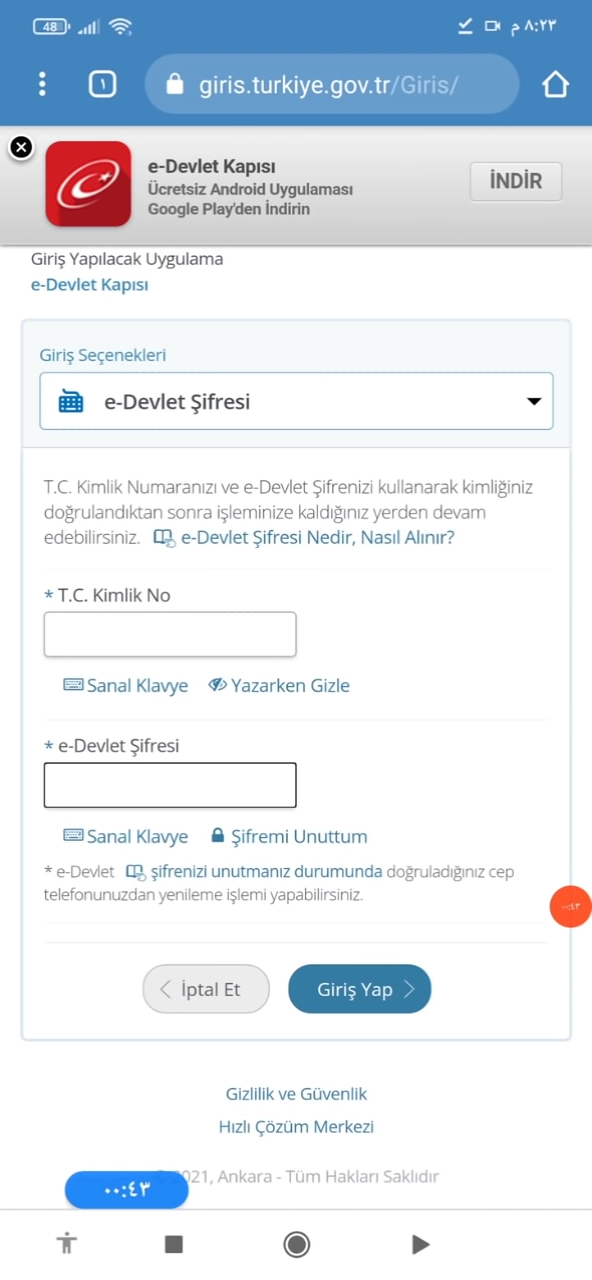 48
م ٨:٢٣
١
giris.turkiye.gov.tr/Giris/
e-Devlet Kapısı
Ücretsiz Android Uygulaması
Google Play'den İndirin
İNDİR
Giriş Yapılacak Uygulama
e-Devlet Kapısı
Giriş Seçenekleri
e-Devlet Şifresi
T.C. Kimlik Numaranızı ve e-Devlet Şifrenizi kullanarak kimliğiniz
doğrulandıktan sonra işleminize kaldığınız yerden devam
edebilirsiniz. e-Devlet Şifresi Nedir, Nasıl Alınır?
* T.C. Kimlik No
Sanal Klavye Yazarken Gizle
* e-Devlet Şifresi
Sanal Klavye Şifremi Unuttum
* e-Devlet şifrenizi unutmanız durumunda doğruladığınız cep
telefonunuzdan yenileme işlemi yapabilirsiniz.
٠٠:٤٣
İptal Et
Giriş Yap
Gizlilik ve Güvenlik
Hızlı Çözüm Merkezi
© 2021, Ankara - Tüm Hakları Saklıdır
٠٠:٤٣